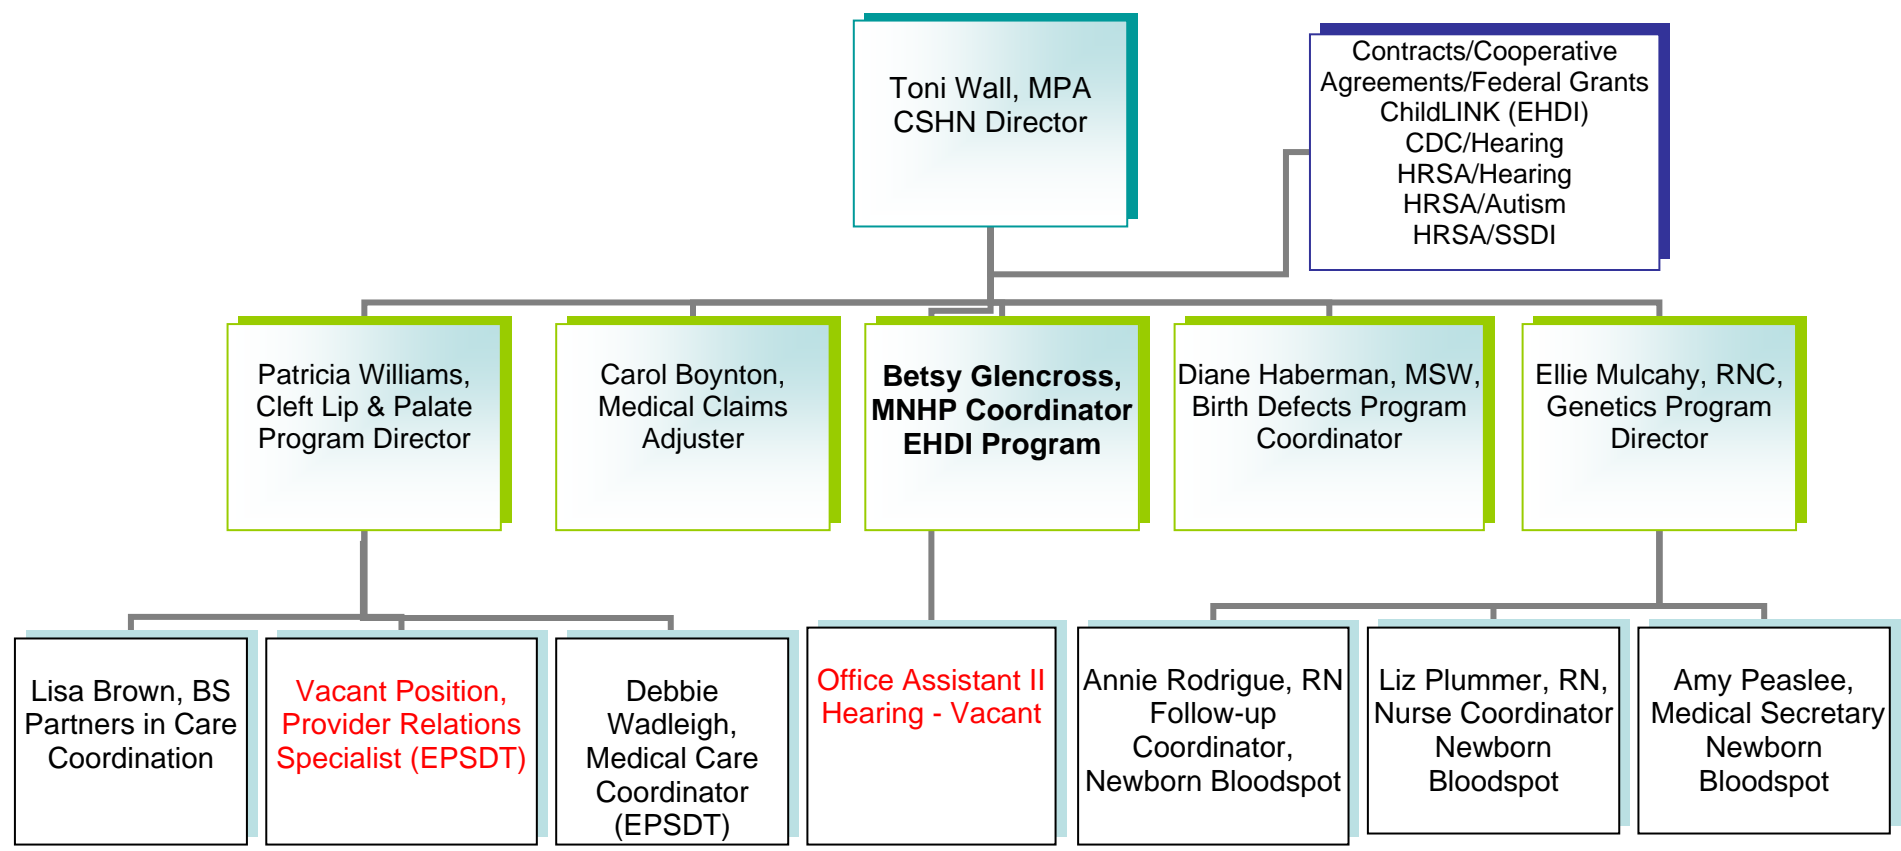 Toni Wall, MPA
CSHN Director
Contracts/Cooperative
Agreements/Federal Grants
ChildLINK (EHDI)
CDC/Hearing
HRSA/Hearing
HRSA/Autism
HRSA/SSDI
Patricia Williams,
Cleft Lip & Palate
Program Director
Carol Boynton,
Medical Claims
Adjuster
Betsy Glencross,
MNHP Coordinator
EHDI Program
Diane Haberman, MSW,
Birth Defects Program
Coordinator
Ellie Mulcahy, RNC,
Genetics Program
Director
Lisa Brown, BS
Partners in Care
Coordination
Vacant Position,
Provider Relations
Specialist (EPSDT)
Debbie
Wadleigh,
Medical Care
Coordinator
(EPSDT)
Office Assistant II
Hearing - Vacant
Annie Rodrigue, RN
Follow-up
Coordinator,
Newborn Bloodspot
Liz Plummer, RN,
Nurse Coordinator
Newborn
Bloodspot
Amy Peaslee,
Medical Secretary
Newborn
Bloodspot